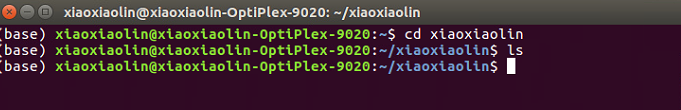 xiaoxiaolin@xiaoxiaolin-OptiPlex-9020: ~/xiaoxiaolin
(base) xiaoxiaolin@xiaoxiaolin-OptiPlex-9020:~$ cd xiaoxiaolin
(base) xiaoxiaolin@xiaoxiaolin-OptiPlex-9020:~/xiaoxiaolin$ ls
(base) xiaoxiaolin@xiaoxiaolin-OptiPlex-9020:~/xiaoxiaolin$